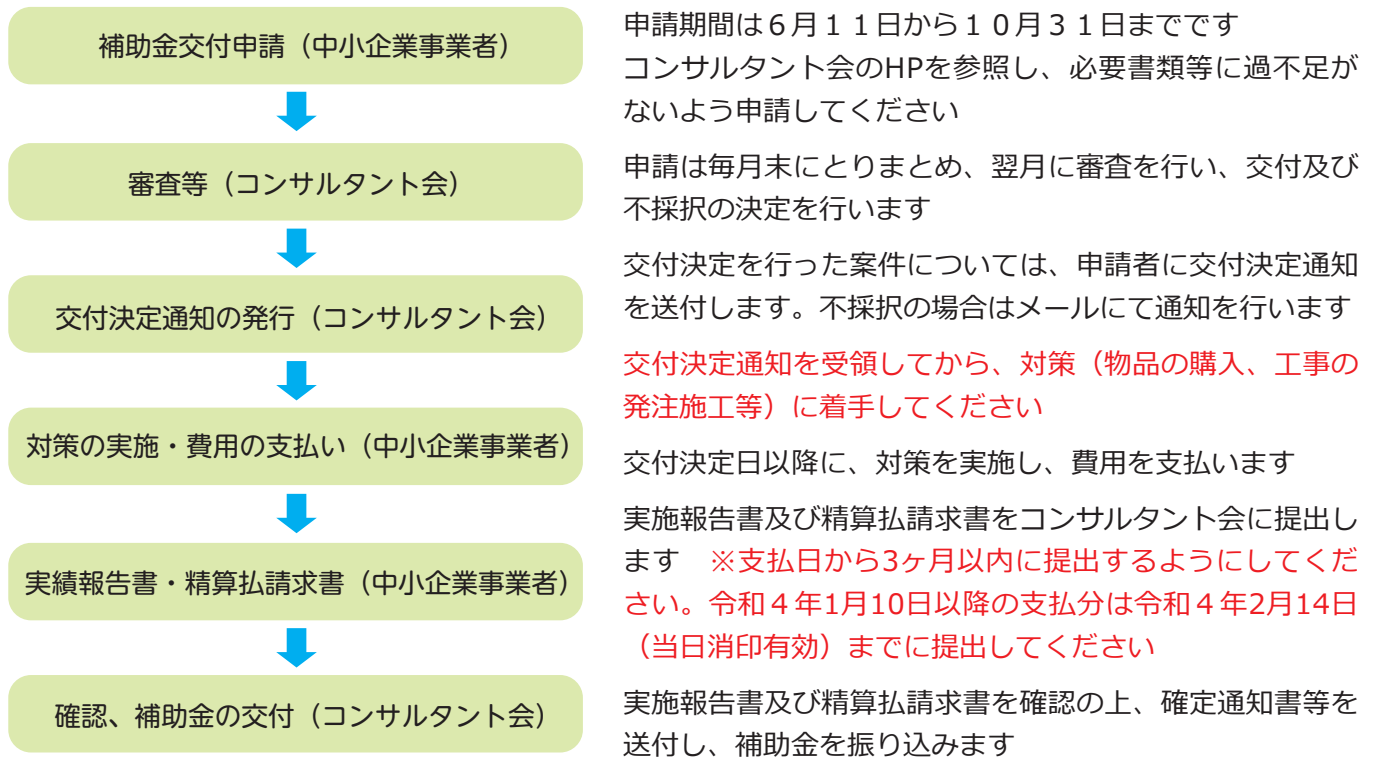 補助金交付申請（中小企業事業者）
申請期間は６月１１日から１０月３１日までです
コンサルタント会のHPを参照し、必要書類等に過不足が
ないよう申請してください
審査等（コンサルタント会）
申請は毎月末にとりまとめ、翌月に審査を行い、交付及び
不採択の決定を行います
交付決定通知の発行（コンサルタント会）
交付決定を行った案件については、申請者に交付決定通知
を送付します。不採択の場合はメールにて通知を行います
交付決定通知を受領してから、対策（物品の購入、工事の
発注施工等）に着手してください
対策の実施・費用の支払い（中小企業事業者）
交付決定日以降に、対策を実施し、費用を支払います
実績報告書・精算払請求書（中小企業事業者）
実施報告書及び精算払請求書をコンサルタント会に提出し
ます　※支払日から3ヶ月以内に提出するようにしてくだ
さい。令和４年1月10日以降の支払分は令和４年2月14日
（当日消印有効）までに提出してください
確認、補助金の交付（コンサルタント会）
実施報告書及び精算払請求書を確認の上、確定通知書等を
送付し、補助金を振り込みます